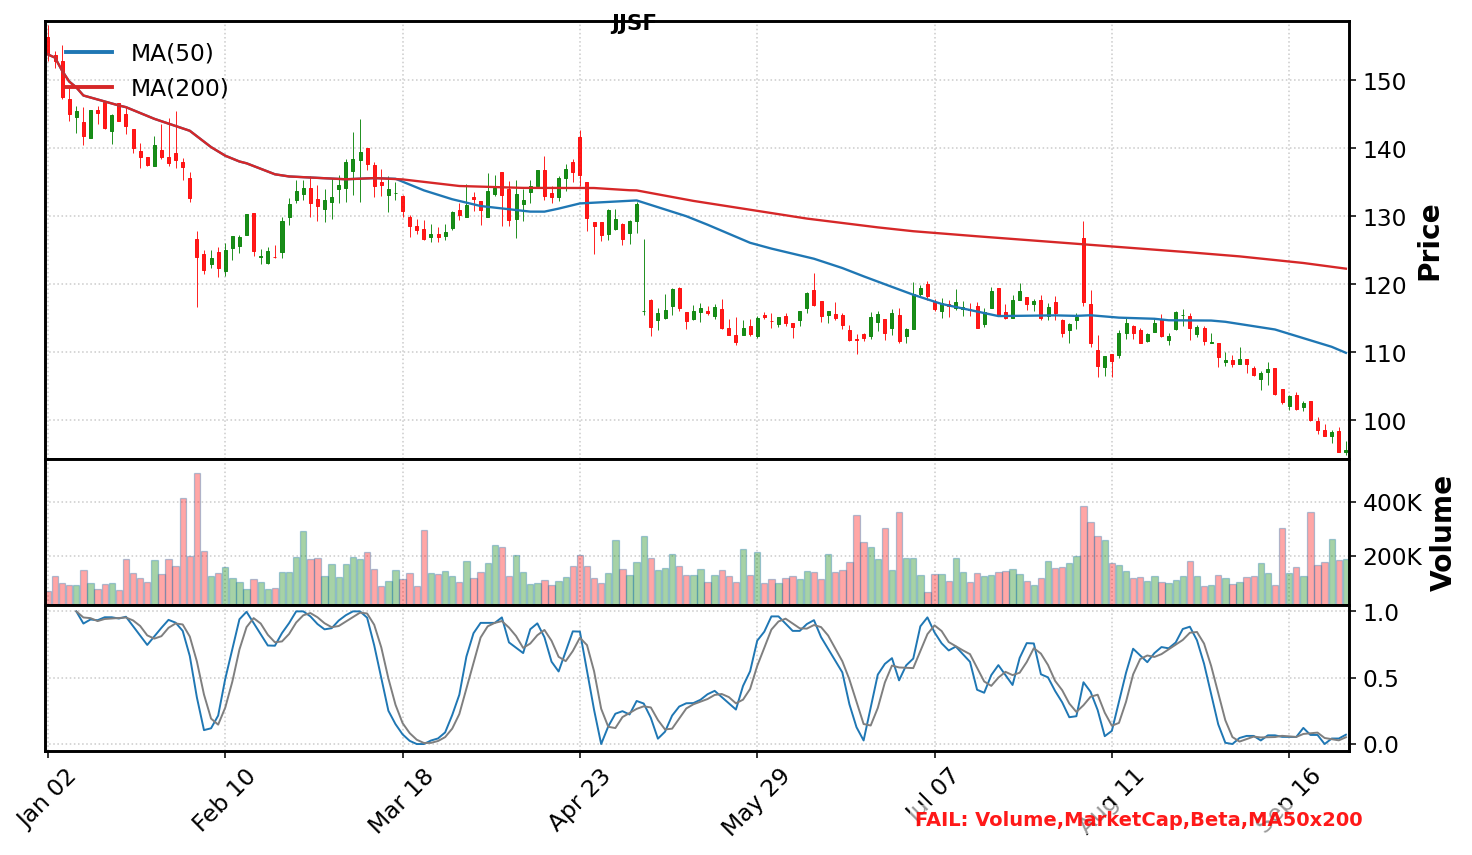 JJSF
MA(50)
MA(200)
150
140
130
120
110
100
Price
400K
200K
Volume
1.0
0.5
0.0
Jan 02
Feb 10
Mar 18
Apr 23
May 29
Jul 07
Aug 11
Sep 16
FAIL: Volume,MarketCap,Beta,MA50x200